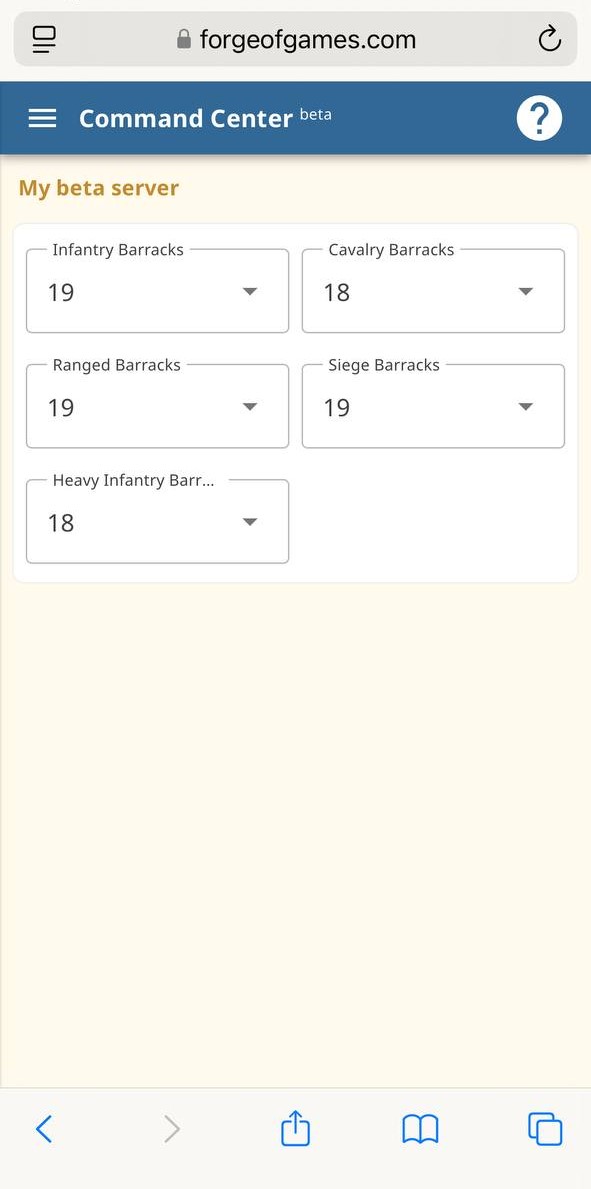 forgeofgames.com
Command Center beta
?
My beta server
Infantry Barracks
19
Cavalry Barracks
18
Ranged Barracks
19
Siege Barracks
19
Heavy Infantry Barr...
18